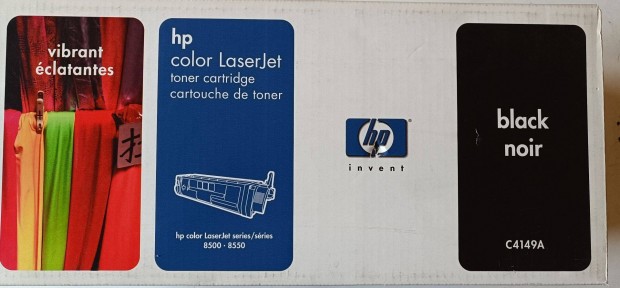 vibrant
éclatantes
hp
color LaserJet
toner cartridge
cartouche de toner
hp color LaserJet series/séries
8500 · 8550
hp
invent
black
noir
C4149A